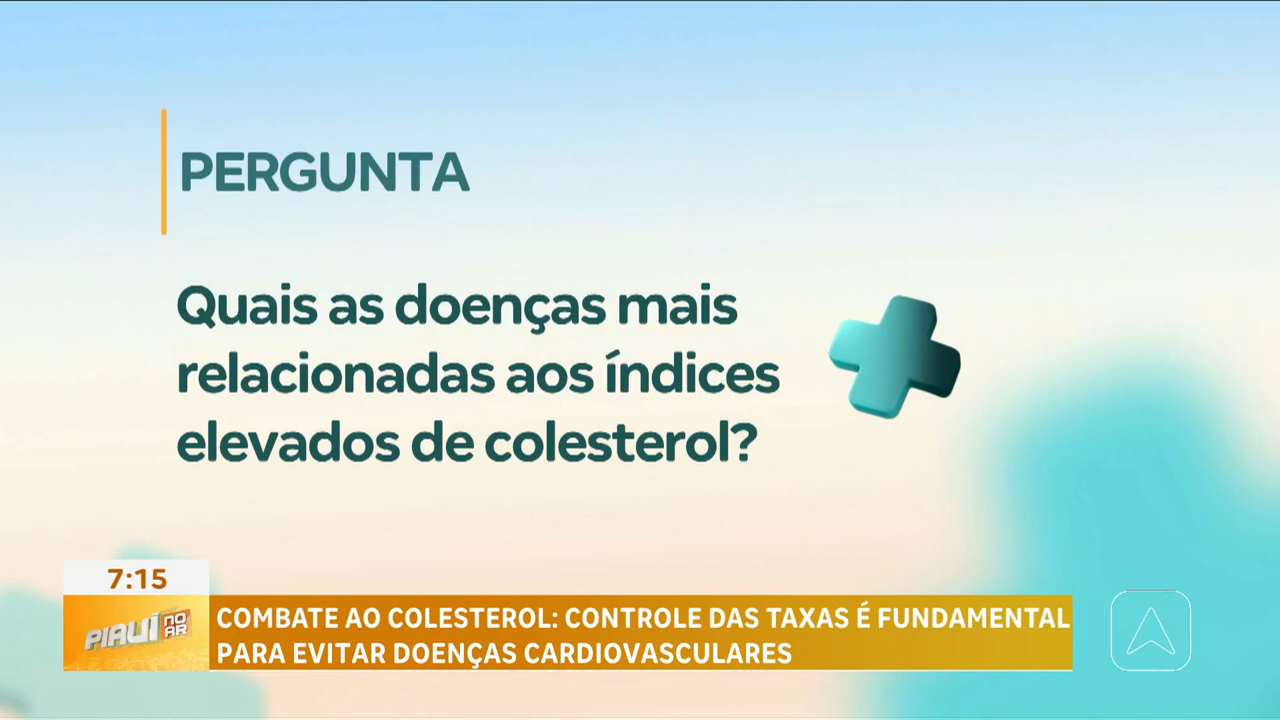 PERGUNTA
Quais as doenças mais
relacionadas aos índices
elevados de colesterol?
7:15
PIAUÍ NO AR
COMBATE AO COLESTEROL: CONTROLE DAS TAXAS É FUNDAMENTAL
PARA EVITAR DOENÇAS CARDIOVASCULARES